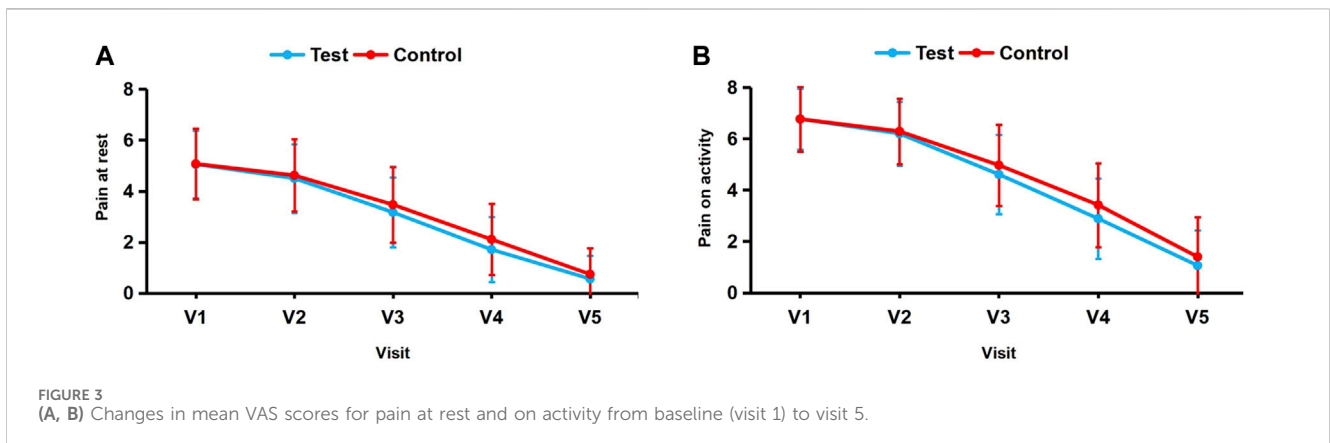 A
Test Control
8
6
4
2
0
Pain at rest
V1 V2 V3 V4 V5
Visit
B
Test Control
8
6
4
2
0
Pain on activity
V1 V2 V3 V4 V5
Visit
FIGURE 3
(A, B) Changes in mean VAS scores for pain at rest and on activity from baseline (visit 1) to visit 5.